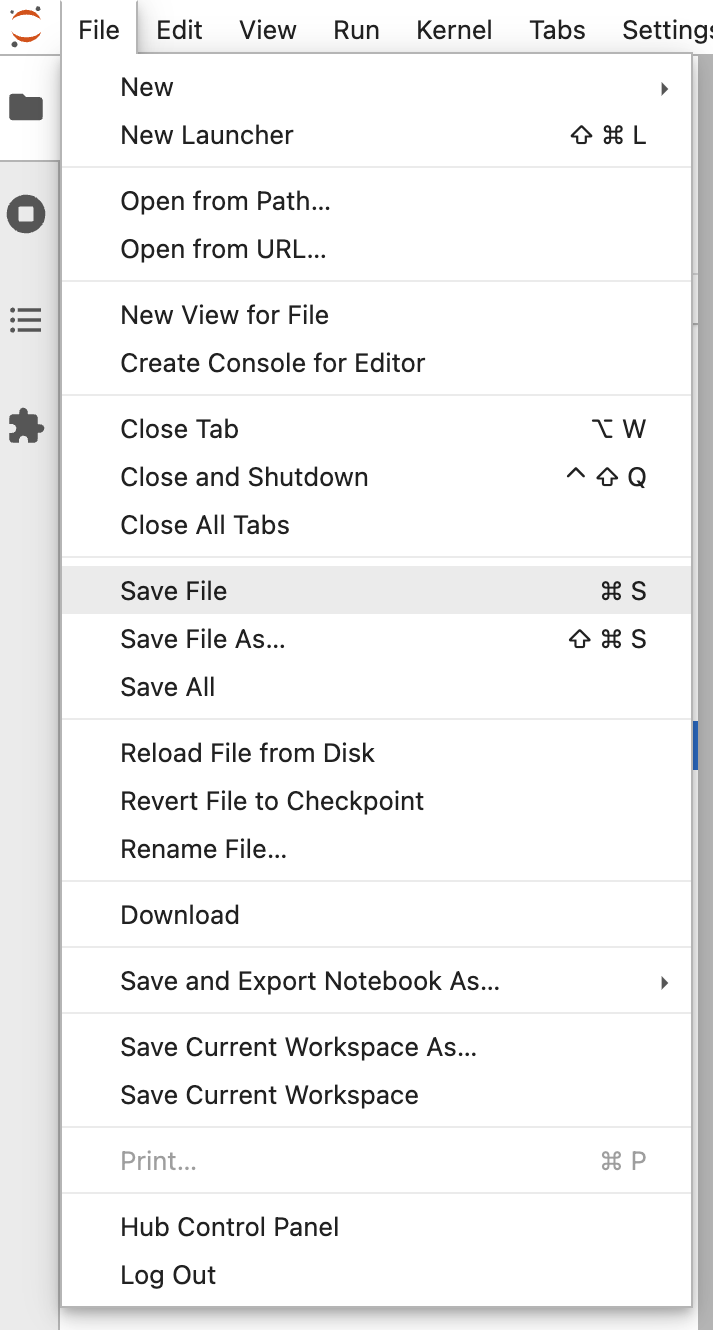 File Edit View Run Kernel Tabs Settings
New
New Launcher ⇧ ⌘ L
Open from Path...
Open from URL...
New View for File
Create Console for Editor
Close Tab ⌥ W
Close and Shutdown ^ ⇧ Q
Close All Tabs
Save File ⌘ S
Save File As... ⇧ ⌘ S
Save All
Reload File from Disk
Revert File to Checkpoint
Rename File...
Download
Save and Export Notebook As...
Save Current Workspace As...
Save Current Workspace
Print... ⌘ P
Hub Control Panel
Log Out